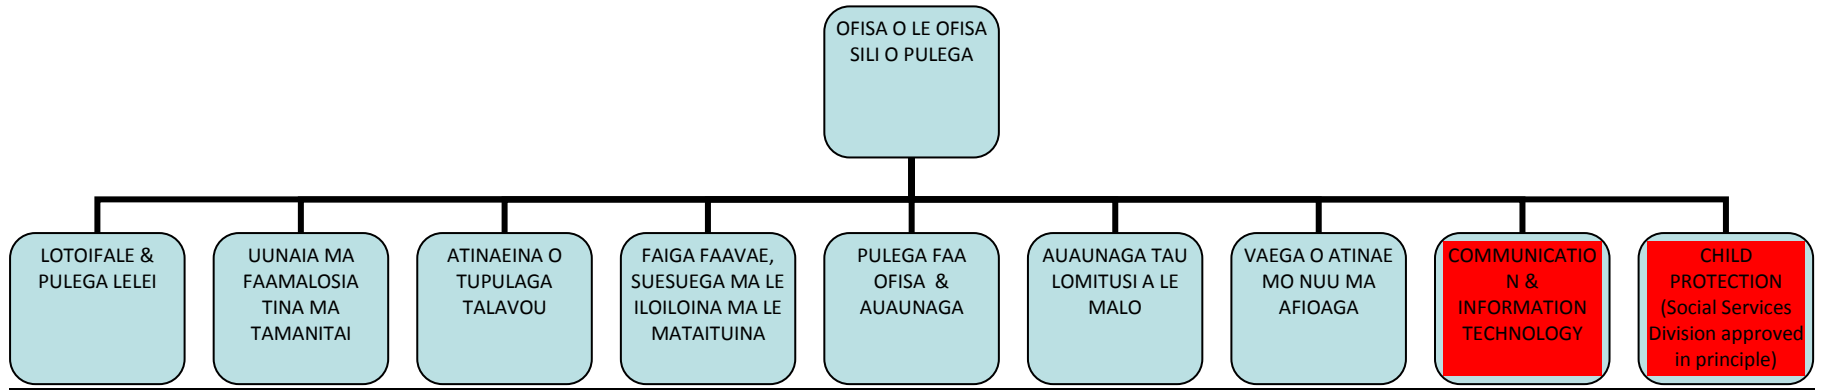 OFISA O LE OFISA
SILI O PULEGA
LOTOIFALE &
PULEGA LELEI
UUNAIA MA
FAAMALOSIA
TINA MA
TAMANITAI
ATINAEINA O
TUPULAGA
TALAVOU
FAIGA FAAVAE,
SUESUEGA MA LE
ILOILOINA MA LE
MATAITUINA
PULEGA FAA
OFISA &
AUAUNAGA
AUAUNAGA TAU
LOMITUSI A LE
MALO
VAEGA O ATINAE
MO NUU MA
AFIOAGA
COMMUNICATIO
N &
INFORMATION
TECHNOLOGY
CHILD
PROTECTION
(Social Services
Division approved
in principle)